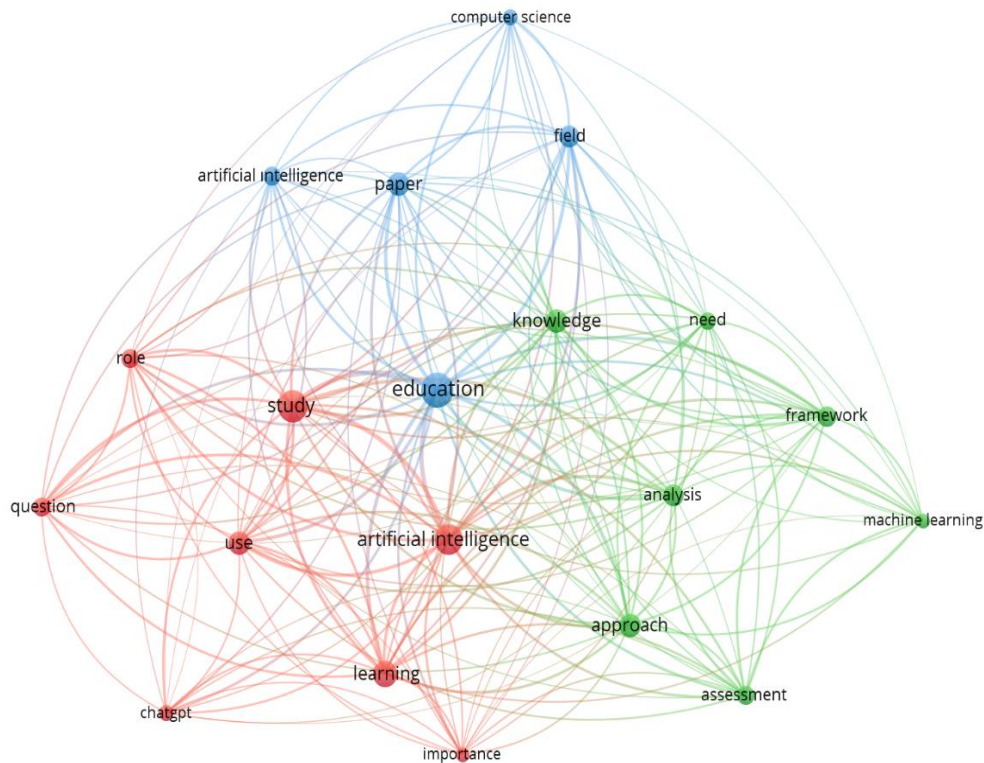 computer science
field
artificial intelligence
paper
knowledge
need
role
education
study
framework
analysis
question
machine learning
use
artificial intelligence
approach
learning
assessment
chatgpt
importance